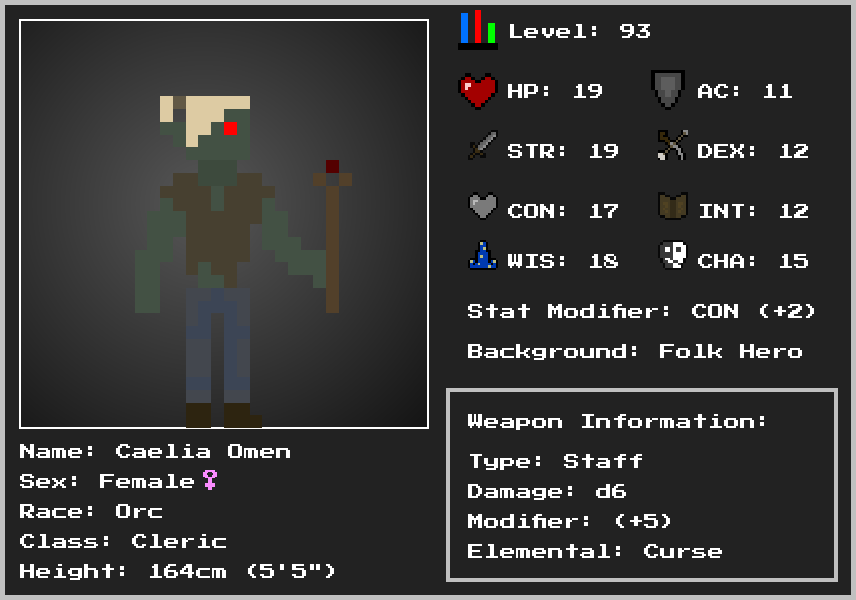 Level: 93
HP: 19
AC: 11
STR: 19
DEX: 12
CON: 17
INT: 12
WIS: 18
CHA: 15
Stat Modifier: CON (+2)
Background: Folk Hero
Weapon Information:
Type: Staff
Damage: d6
Modifier: (+5)
Elemental: Curse
Name: Caelia Omen
Sex: Female♀
Race: Orc
Class: Cleric
Height: 164cm (5'5")